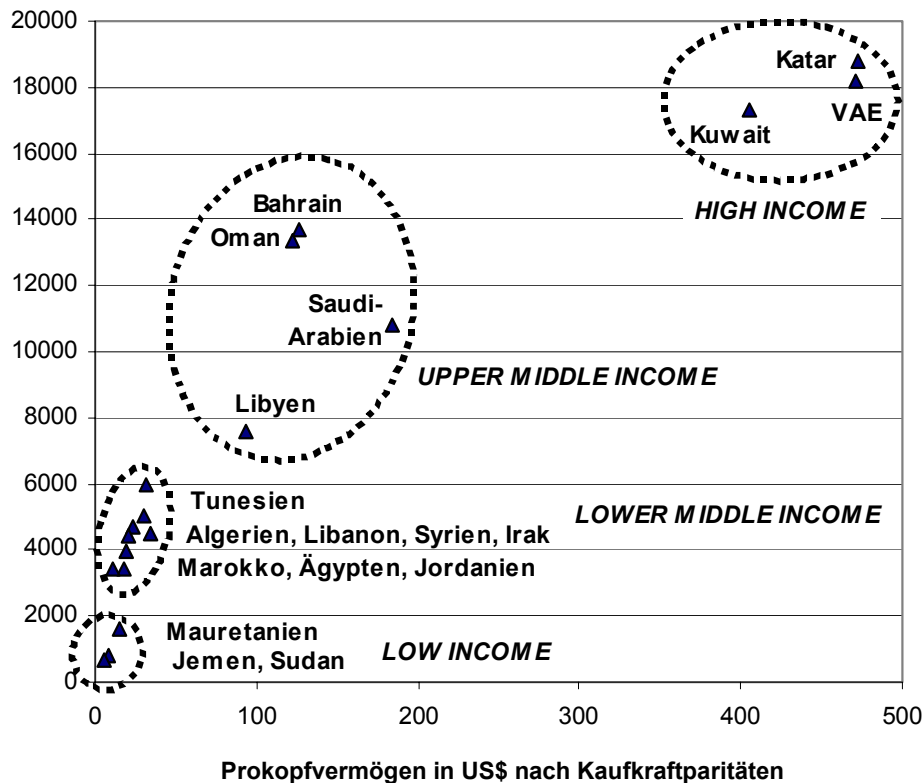 20000
18000
16000
14000
12000
10000
8000
6000
4000
2000
0
Katar
VAE
Kuwait
HIGH INCOME
Bahrain
Oman
Saudi-
Arabien
UPPER MIDDLE INCOME
Libyen
Tunesien
LOWER MIDDLE INCOME
Algerien, Libanon, Syrien, Irak
Marokko, Ägypten, Jordanien
Mauretanien
Jemen, Sudan
LOW INCOME
0 100 200 300 400 500
Prokopfvermögen in US$ nach Kaufkraftparitäten